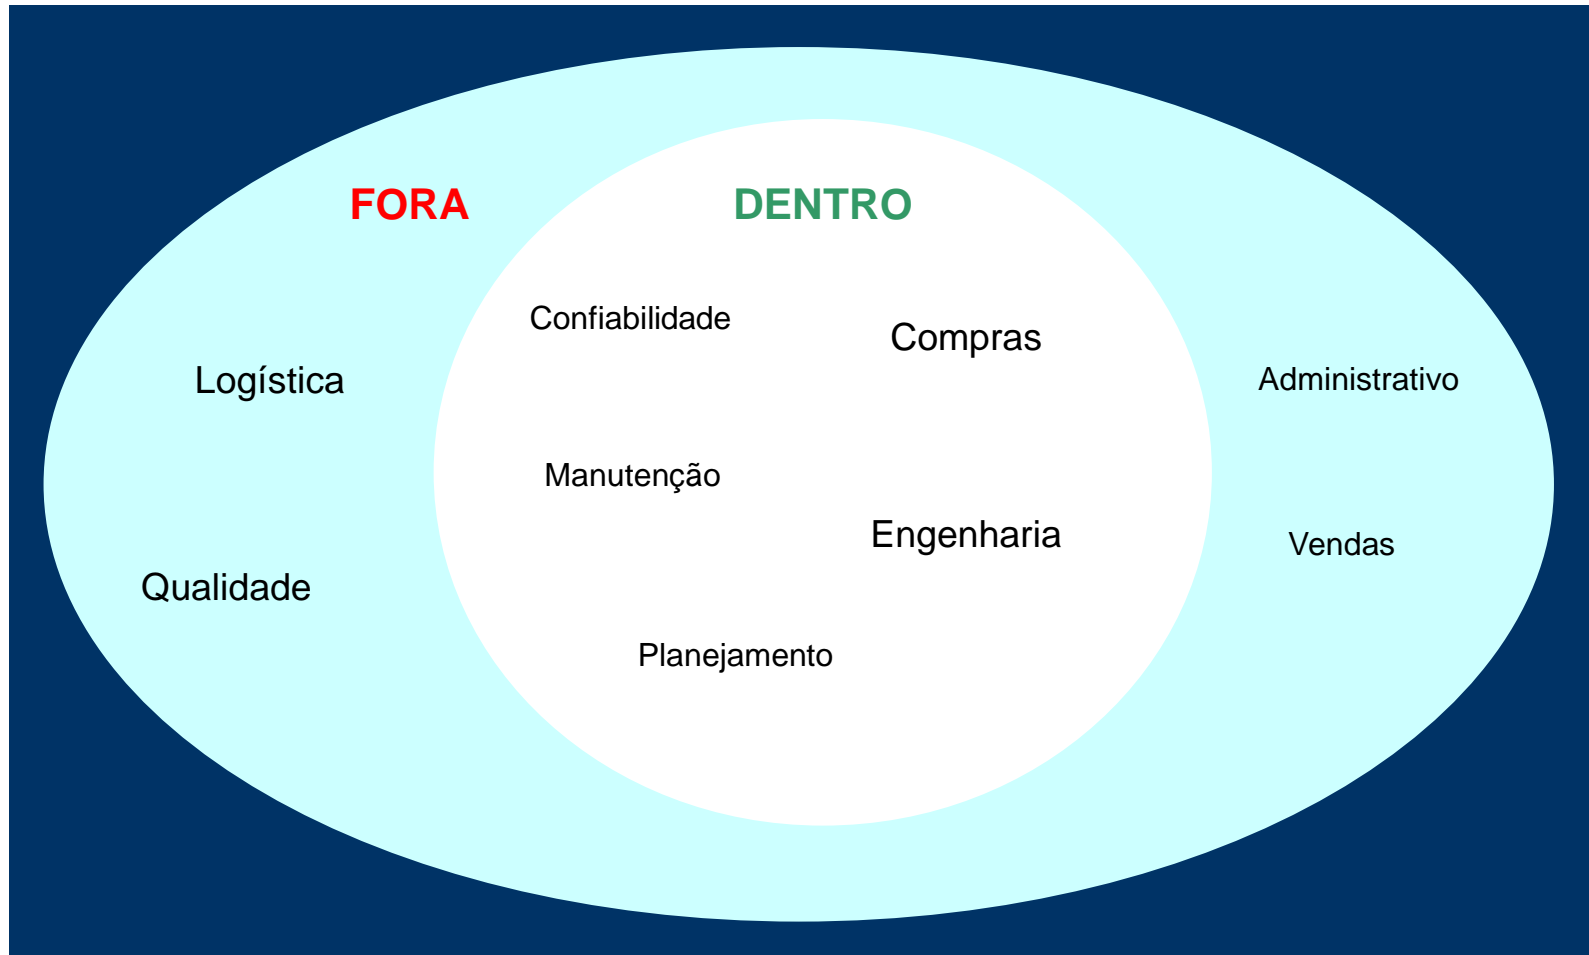 FORA
DENTRO
Confiabilidade
Compras
Logística
Administrativo
Manutenção
Engenharia
Vendas
Qualidade
Planejamento